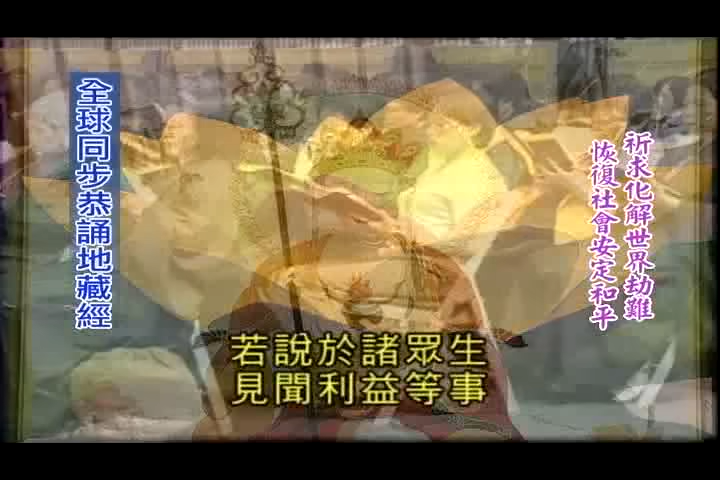 全球同步恭誦地藏經
祈求化解世界劫難
恢復社會安定和平
若說於諸眾生
見聞利益等事